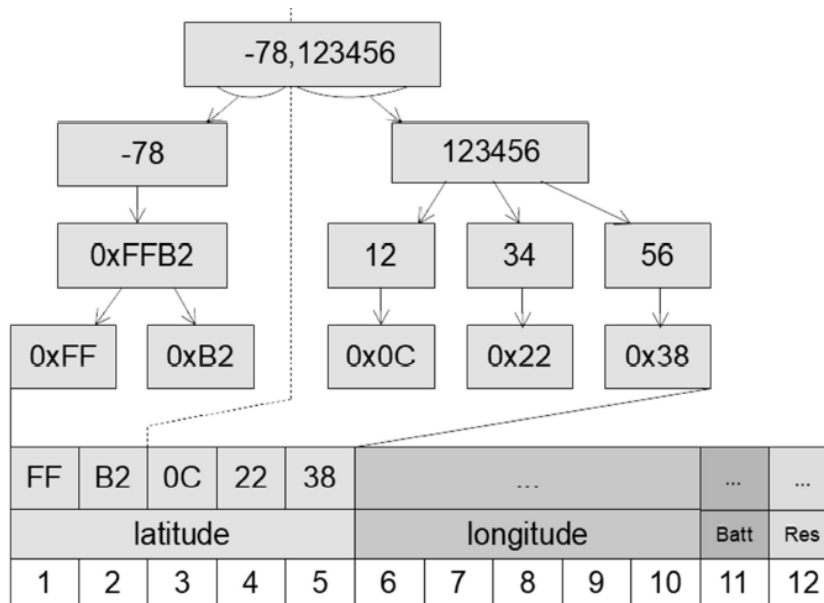 -78,123456
-78 123456
0xFFB2 12 34 56
0xFF 0xB2 0x0C 0x22 0x38
FF B2 0C 22 38 ... ... ...
latitude longitude Batt Res
1 2 3 4 5 6 7 8 9 10 11 12